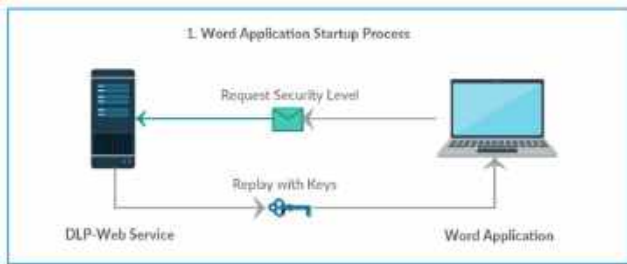 1. Word Application Startup Process
Request Security Level
Replay with Keys
DLP-Web Service
Word Application